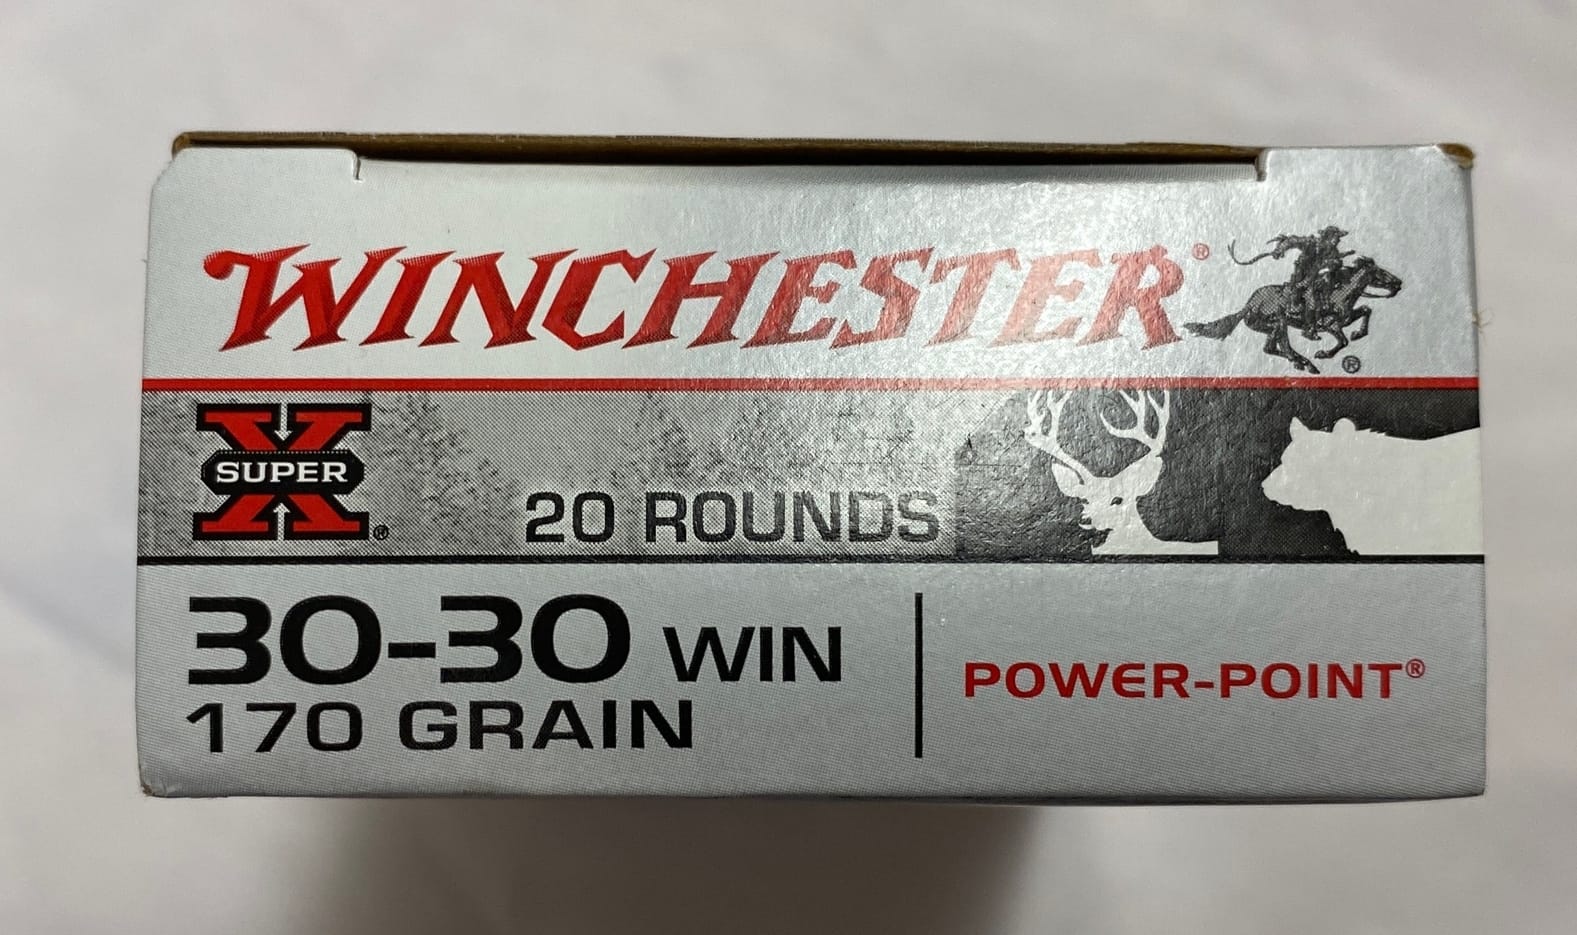 WINCHESTER®
®
X
SUPER
®
20 ROUNDS
30-30 WIN
170 GRAIN
POWER-POINT®